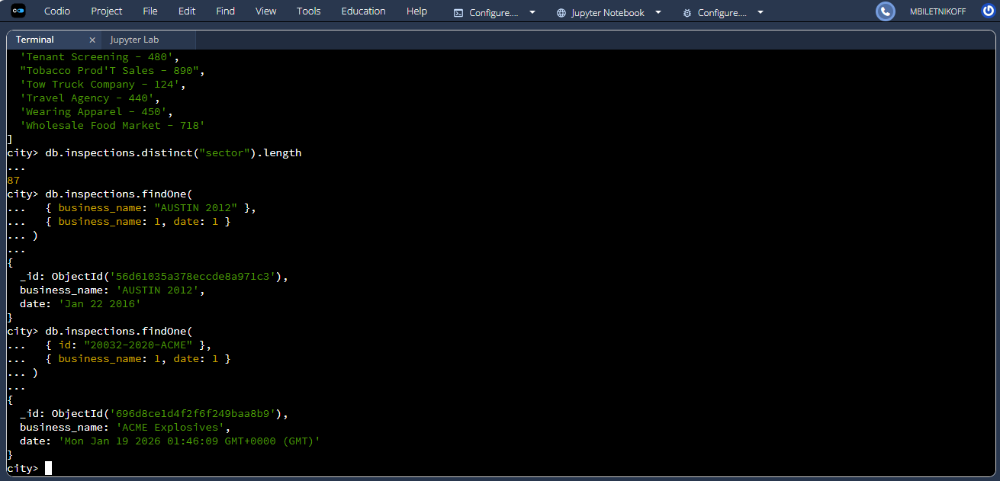 Codio Project File Edit Find View Tools Education Help Configure.... Jupyter Notebook Configure.... MBILETNIKOFF
Terminal × Jupyter Lab
'Tenant Screening - 480',
"Tobacco Prod'T Sales - 890",
'Tow Truck Company - 124',
'Travel Agency - 440',
'Wearing Apparel - 450',
'Wholesale Food Market - 718'
]
city> db.inspections.distinct("sector").length
...
87
city> db.inspections.findOne(
...   { business_name: "AUSTIN 2012" },
...   { business_name: 1, date: 1 }
... )
...
{
  _id: ObjectId('56d61035a378eccde8a971c3'),
  business_name: 'AUSTIN 2012',
  date: 'Jan 22 2016'
}
city> db.inspections.findOne(
...   { id: "20032-2020-ACME" },
...   { business_name: 1, date: 1 }
... )
...
{
  _id: ObjectId('696d8ce1d4f2f6f249baa8b9'),
  business_name: 'ACME Explosives',
  date: 'Mon Jan 19 2026 01:46:09 GMT+0000 (GMT)'
}
city>